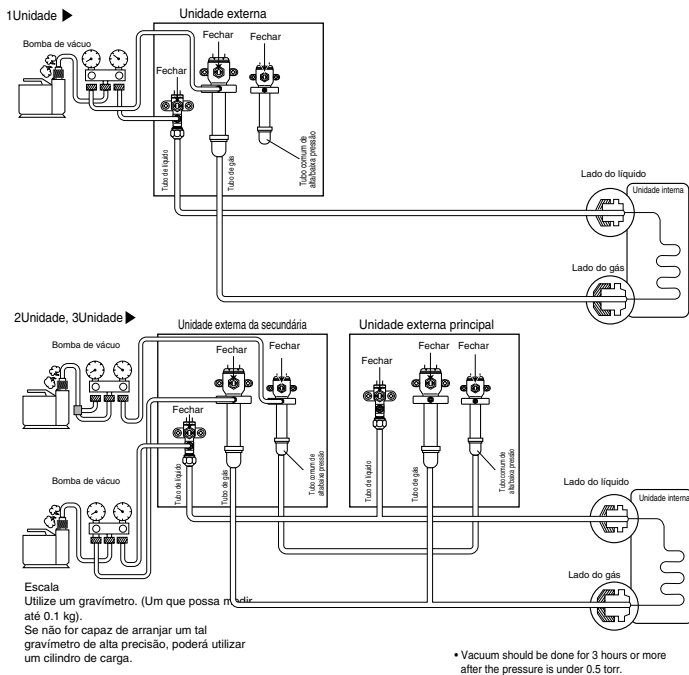 1Unidade ▶
Unidade externa
Bomba de vácuo
Fechar
Fechar
Fechar
Tubo de líquido
Tubo de gás
Tubo comum de
alta/baixa pressão
Lado do líquido
Unidade interna
Lado do gás
2Unidade, 3Unidade ▶
Unidade externa da secundária
Unidade externa principal
Bomba de vácuo
Fechar
Fechar
Fechar
Fechar
Fechar
Fechar
Tubo de líquido
Tubo de gás
Tubo comum de
alta/baixa pressão
Tubo de líquido
Tubo de gás
Tubo comum de
alta/baixa pressão
Bomba de vácuo
Lado do líquido
Unidade interna
Lado do gás
Escala
Utilize um gravímetro. (Um que possa medir
até 0.1 kg).
Se não for capaz de arranjar um tal
gravímetro de alta precisão, poderá utilizar
um cilindro de carga.
• Vacuum should be done for 3 hours or more
after the pressure is under 0.5 torr.